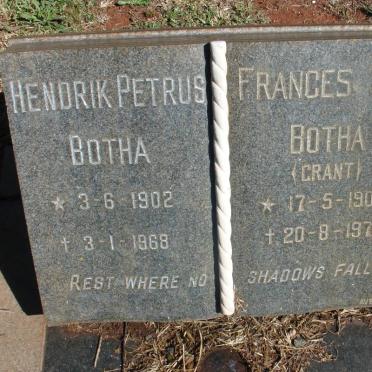 HENDRIK PETRUS
BOTHA
* 3-6-1902
† 3-1-1968
REST WHERE NO
FRANCES
BOTHA
(GRANT)
* 17-5-190
† 20-8-197
SHADOWS FALL